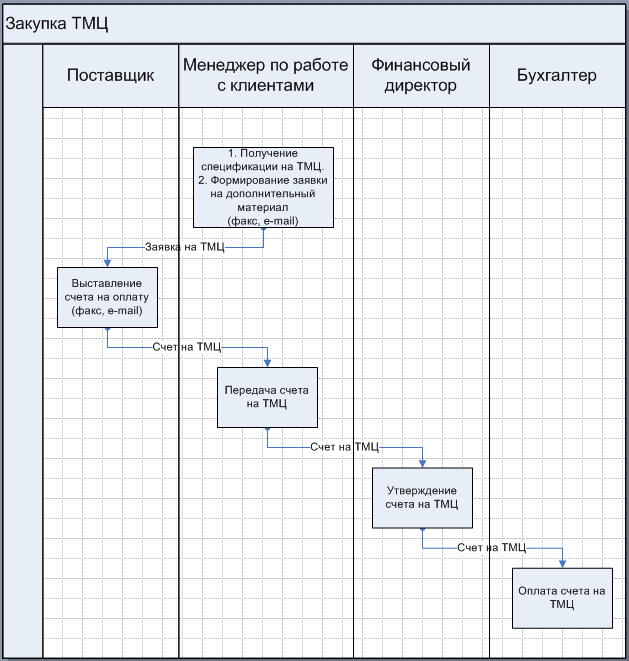 Закупка ТМЦ
Поставщик
Менеджер по работе
с клиентами
Финансовый
директор
Бухгалтер
1. Получение
спецификации на ТМЦ.
2. Формирование заявки
на дополнительный
материал
(факс, e-mail)
Заявка на ТМЦ
Выставление
счета на оплату
(факс, e-mail)
Счет на ТМЦ
Передача счета
на ТМЦ
Счет на ТМЦ
Утверждение
счета на ТМЦ
Счет на ТМЦ
Оплата счета на
ТМЦ